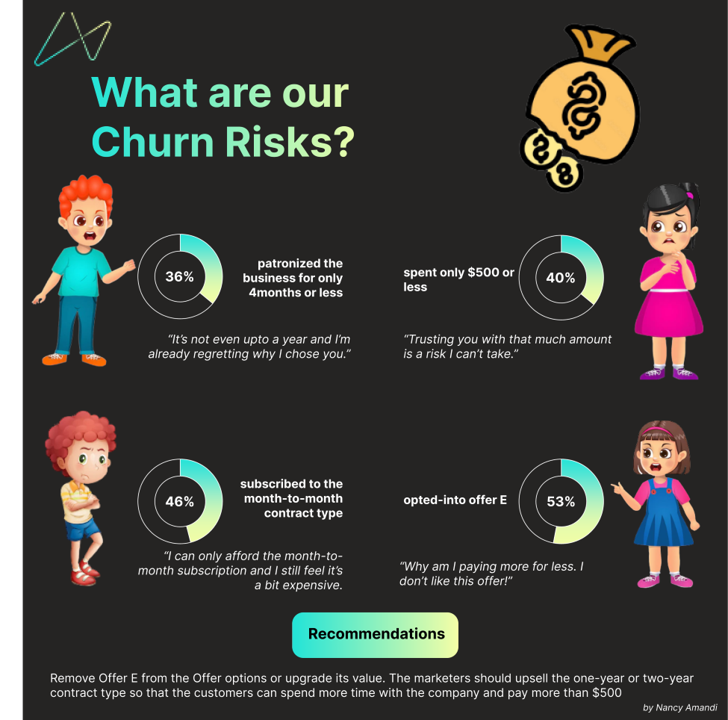 What are our
Churn Risks?
36%
patronized the
business for only
4months or less
“It’s not even upto a year and I’m
already regretting why I chose you.”
spent only $500 or
less
40%
“Trusting you with that much amount
is a risk I can’t take.”
46%
subscribed to the
month-to-month
contract type
“I can only afford the month-to-
month subscription and I still feel it’s
a bit expensive.
opted-into offer E
53%
“Why am I paying more for less. I
don’t like this offer!”
Recommendations
Remove Offer E from the Offer options or upgrade its value. The marketers should upsell the one-year or two-year
contract type so that the customers can spend more time with the company and pay more than $500
by Nancy Amandi